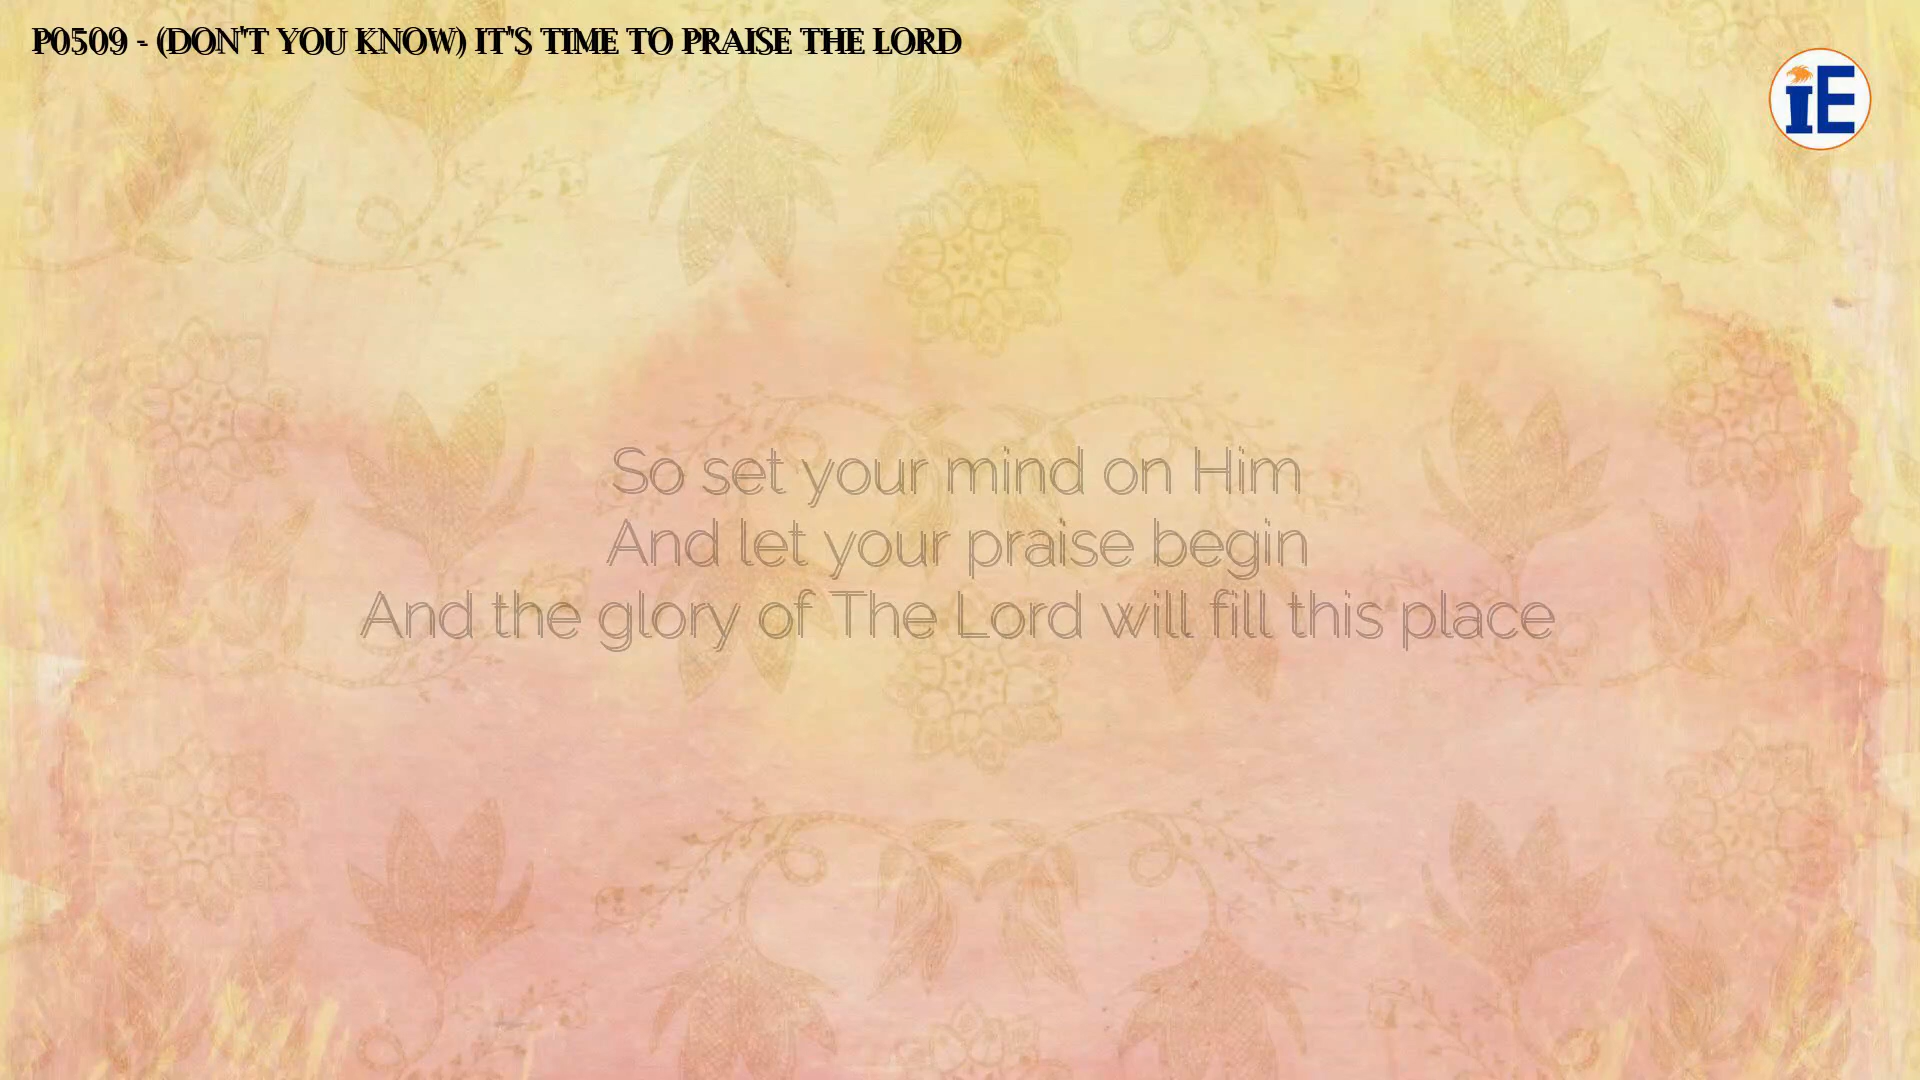 P0509 - (DON'T YOU KNOW) IT'S TIME TO PRAISE THE LORD
iE
So set your mind on Him
And let your praise begin
And the glory of The Lord will fill this place